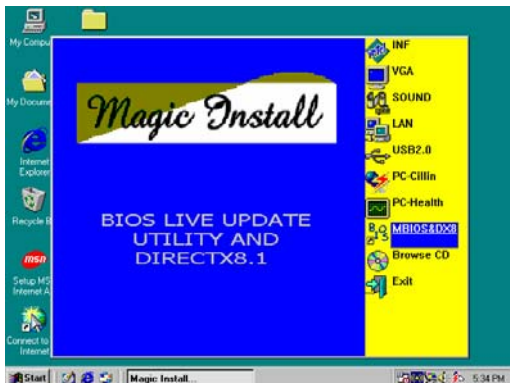 My Compu
My Docume
Internet
Explorer
Recycle B
msn
Setup MS
Internet A
Connect to
Internet
Magic Install
BIOS LIVE UPDATE
UTILITY AND
DIRECTX8.1
INF
VGA
SOUND
LAN
USB2.0
PC-Cillin
PC-Health
MBIOS&DX8
Browse CD
Exit
Start
Magic Install...
5:34 PM